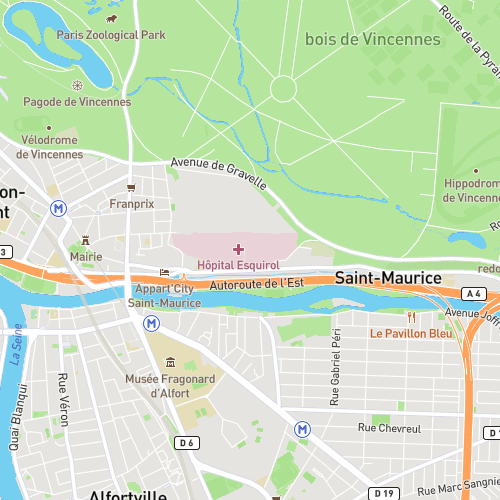 Paris Zoological Park
bois de Vincennes
Route de la Pyram
Pagode de Vincennes
Vélodrome
de Vincennes
Avenue de Gravelle
Hippodrom
de Vincenne
on-
nt
M
Franprix
Mairie
3
Hôpital Esquirol
redo
Appart'City
Saint-Maurice
Autoroute de l'Est
Saint-Maurice
A 4
Avenue Joffr
Le Pavillon Bleu
M
La Seine
Rue Gabriel Péri
Musée Fragonard
d'Alfort
Quai Blanqui
Rue Véron
M
Rue Chevreul
D 6
D 1
Rue Marc Sangnie
D 19
Alfortville